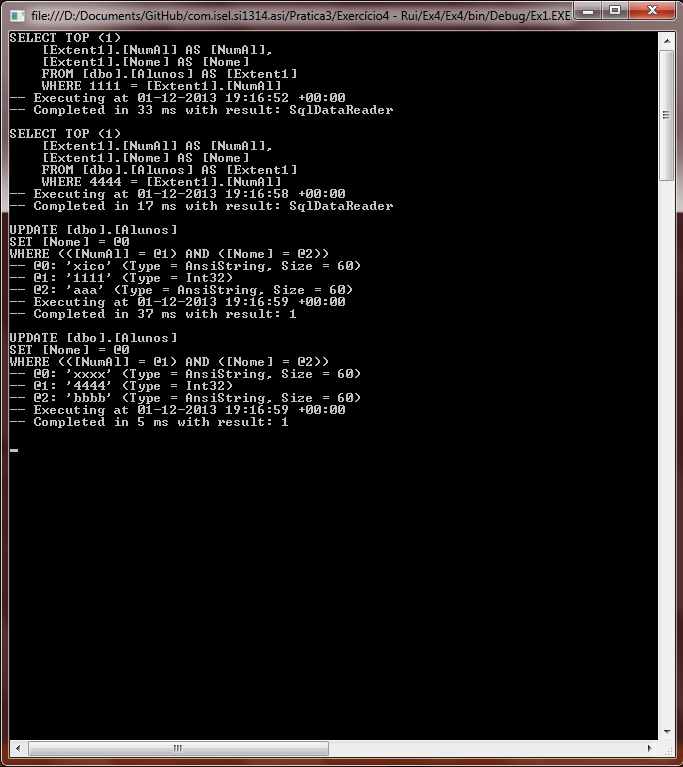 file:///D:/Documents/GitHub/com.isel.si1314.asi/Pratica3/Exercício4 - Rui/Ex4/Ex4/bin/Debug/Ex1.EXE
SELECT TOP (1)
    [Extent1].[NumAl] AS [NumAl],
    [Extent1].[Nome] AS [Nome]
    FROM [dbo].[Alunos] AS [Extent1]
    WHERE 1111 = [Extent1].[NumAl]
-- Executing at 01-12-2013 19:16:52 +00:00
-- Completed in 33 ms with result: SqlDataReader

SELECT TOP (1)
    [Extent1].[NumAl] AS [NumAl],
    [Extent1].[Nome] AS [Nome]
    FROM [dbo].[Alunos] AS [Extent1]
    WHERE 4444 = [Extent1].[NumAl]
-- Executing at 01-12-2013 19:16:58 +00:00
-- Completed in 17 ms with result: SqlDataReader

UPDATE [dbo].[Alunos]
SET [Nome] = @0
WHERE (([NumAl] = @1) AND ([Nome] = @2))
-- @0: 'xico' (Type = AnsiString, Size = 60)
-- @1: '1111' (Type = Int32)
-- @2: 'aaa' (Type = AnsiString, Size = 60)
-- Executing at 01-12-2013 19:16:59 +00:00
-- Completed in 37 ms with result: 1

UPDATE [dbo].[Alunos]
SET [Nome] = @0
WHERE (([NumAl] = @1) AND ([Nome] = @2))
-- @0: 'xxxx' (Type = AnsiString, Size = 60)
-- @1: '4444' (Type = Int32)
-- @2: 'bbbb' (Type = AnsiString, Size = 60)
-- Executing at 01-12-2013 19:16:59 +00:00
-- Completed in 5 ms with result: 1